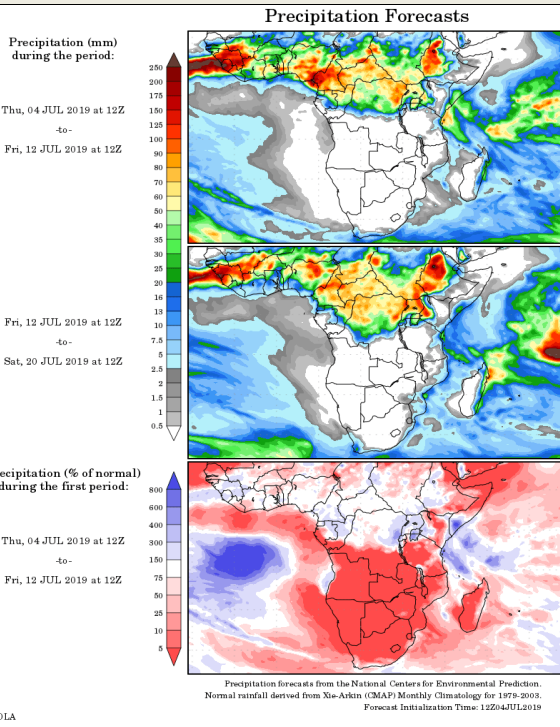 Precipitation Forecasts
Precipitation (mm)
during the period:
Thu, 04 JUL 2019 at 12Z
-to-
Fri, 12 JUL 2019 at 12Z
250
200
175
150
125
100
90
80
70
60
50
40
35
30
25
20
16
13
10
7.5
5
2.5
2
1.5
1
0.5
Fri, 12 JUL 2019 at 12Z
-to-
Sat, 20 JUL 2019 at 12Z
ecipitation (% of normal)
during the first period:
800
600
400
300
150
75
50
25
10
5
Thu, 04 JUL 2019 at 12Z
-to-
Fri, 12 JUL 2019 at 12Z
Precipitation forecasts from the National Centers for Environmental Prediction.
Normal rainfall derived from Xie-Arkin (CMAP) Monthly Climatology for 1979-2003.
Forecast Initialization Time: 12Z04JUL2019
OLA